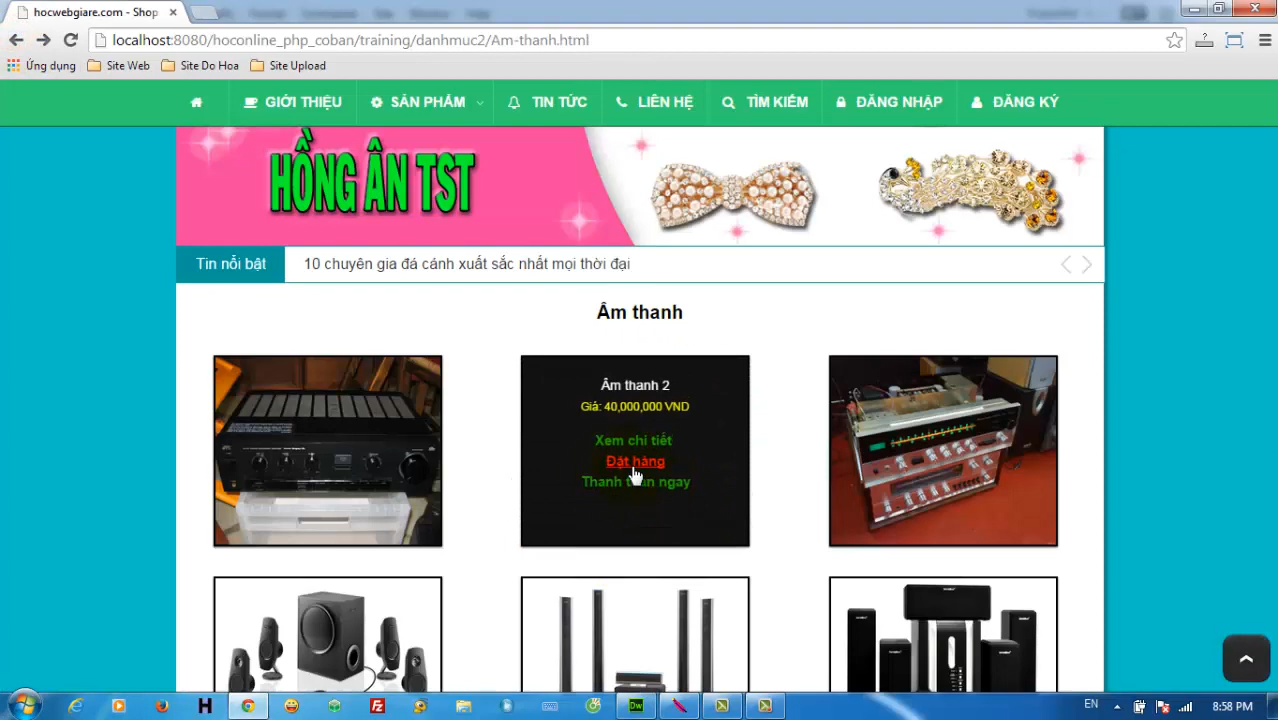 hocwebgiare.com - Shop
localhost:8080/hoconline_php_coban/training/danhmuc2/Am-thanh.html
Ứng dụng Site Web Site Do Hoa Site Upload
GIỚI THIỆU SẢN PHẨM TIN TỨC LIÊN HỆ TÌM KIẾM ĐĂNG NHẬP ĐĂNG KÝ
HỒNG ÂN TST
Tin nổi bật 10 chuyên gia đá cánh xuất sắc nhất mọi thời đại
Âm thanh
Âm thanh 2
Giá: 40,000,000 VND
Xem chi tiết
Đặt hàng
Thanh toán ngay
EN 8:58 PM